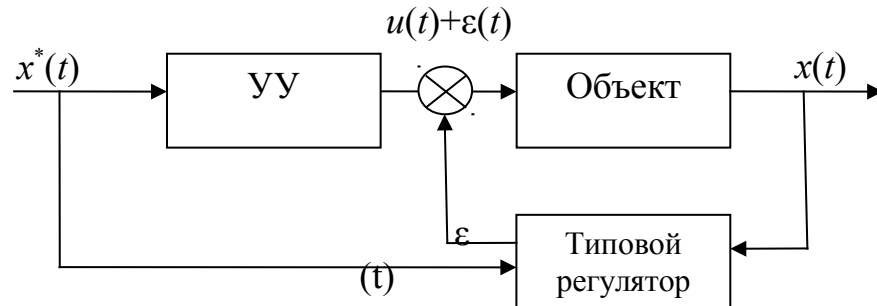 u(t)+ε(t)
x*(t)
УУ
Объект
x(t)
ε
(t)
Типовой
регулятор